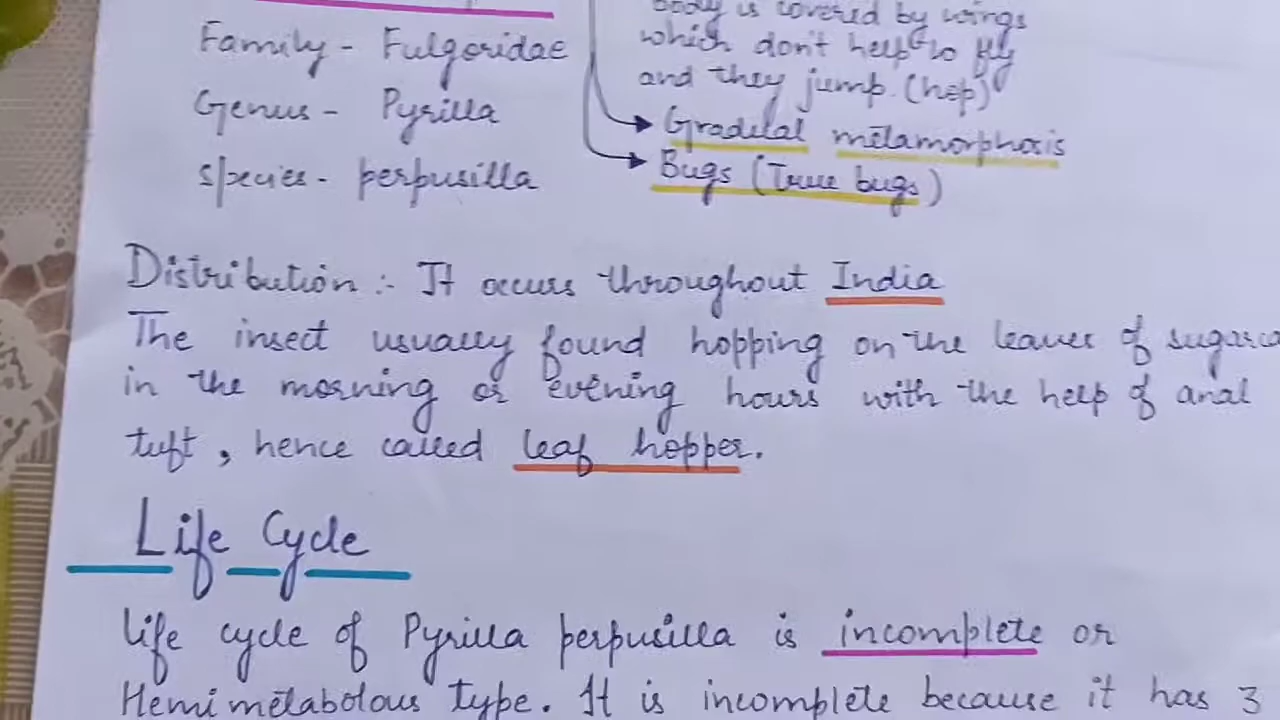 body is covered by wings
Family - Fulgoridae
which don't help to fly
and they jump. (hop)
Genus - Pyrilla
Gradual metamorphosis
Species - perpusilla
Bugs (True bugs)
Distribution :- It occurs throughout India
The insect usually found hopping on the leaves of sugarca
in the morning or evening hours with the help of anal
tuft, hence called leaf hopper.
Life Cycle
Life cycle of Pyrilla perpusilla is incomplete or
Hemimetabolous type. It is incomplete because it has 3